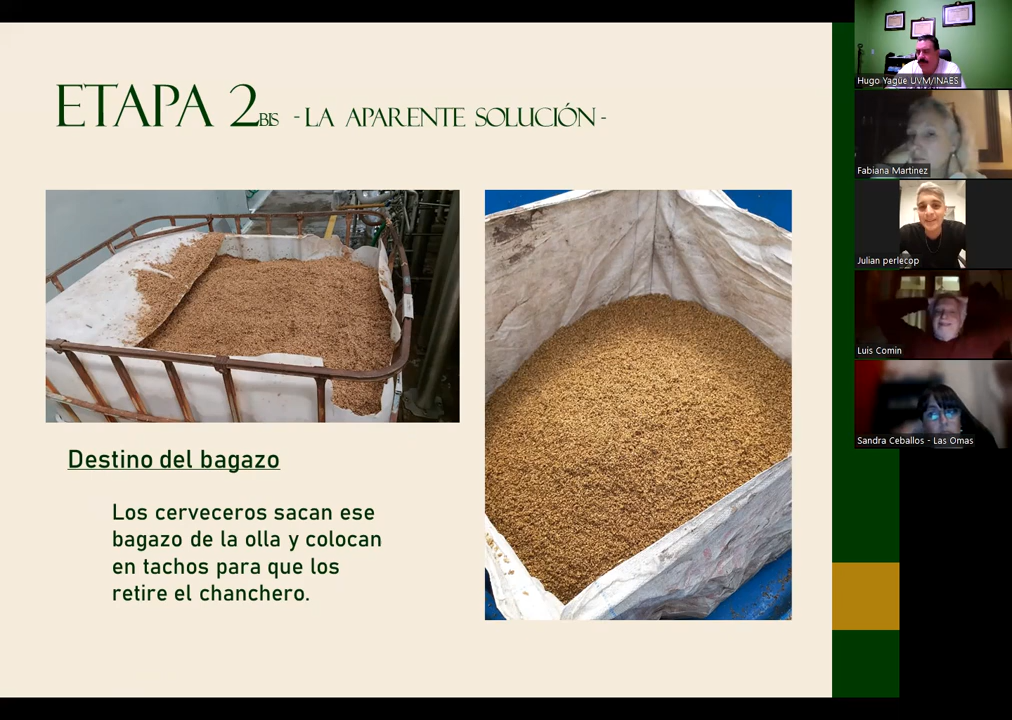 ETAPA 2BIS - LA APARENTE SOLUCIÓN -
Destino del bagazo
Los cerveceros sacan ese
bagazo de la olla y colocan
en tachos para que los
retire el chanchero.
Hugo Yagüe UVM/INAES
Fabiana Martinez
Julian perlecop
Luis Comin
Sandra Ceballos - Las Omas